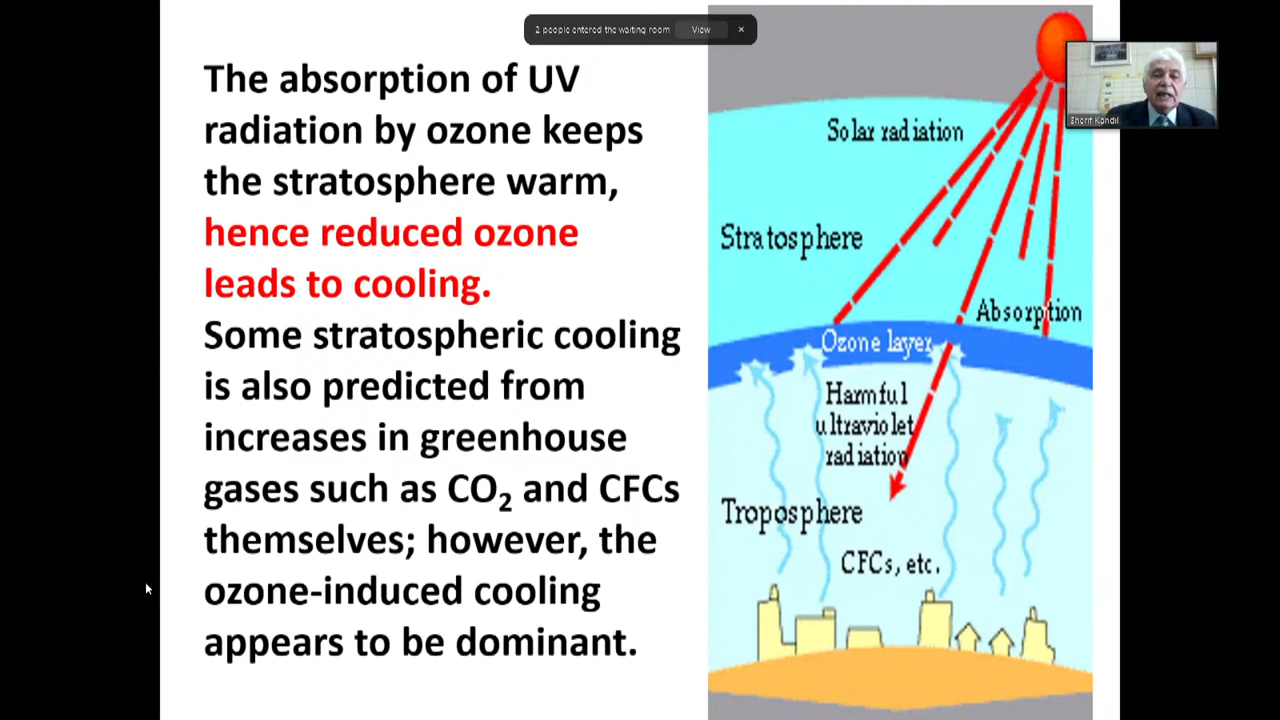 2 people entered the waiting room View
The absorption of UV
radiation by ozone keeps
the stratosphere warm,
hence reduced ozone
leads to cooling.
Some stratospheric cooling
is also predicted from
increases in greenhouse
gases such as CO₂ and CFCs
themselves; however, the
ozone-induced cooling
appears to be dominant.
Solar radiation
Stratosphere
Absorption
Ozone layer
Harmful
ultraviolet
radiation
Troposphere
CFCs, etc.
Sherif Kandil